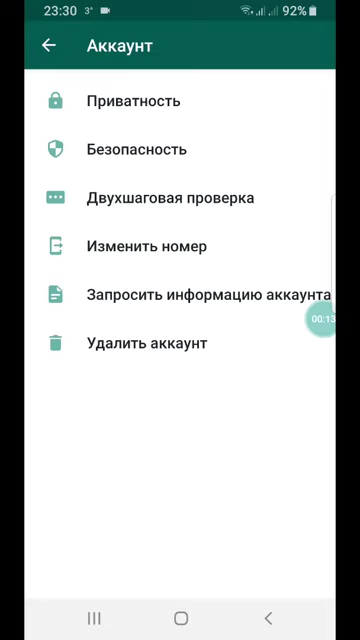 23:30 3° 92%
Аккаунт
Приватность
Безопасность
Двухшаговая проверка
Изменить номер
Запросить информацию аккаунта
00:13
Удалить аккаунт